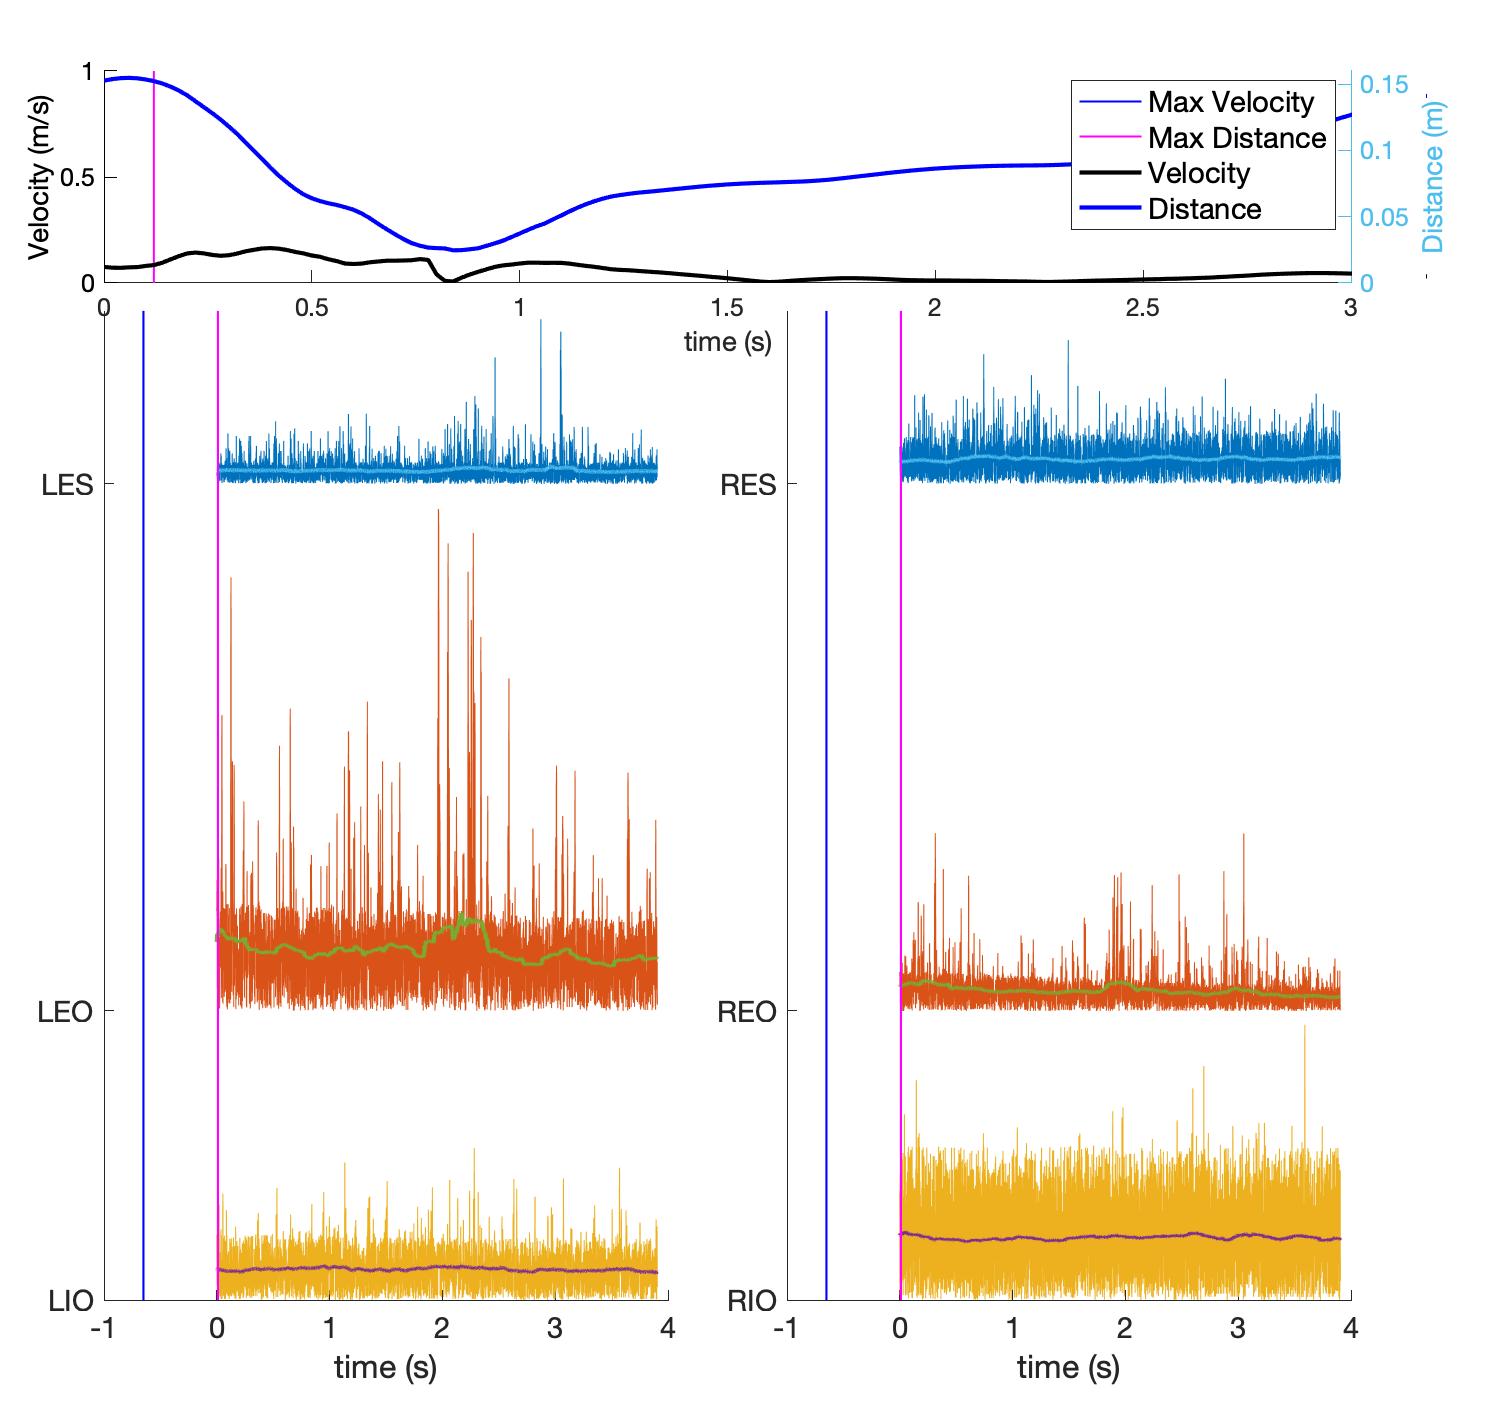 1
0.5
0
Velocity (m/s)
0.15
0.1
0.05
0
Distance (m)
Max Velocity
Max Distance
Velocity
Distance
0 0.5 1 1.5 2 2.5 3
time (s)
LES
LEO
LIO
-1 0 1 2 3 4
time (s)
RES
REO
RIO
-1 0 1 2 3 4
time (s)